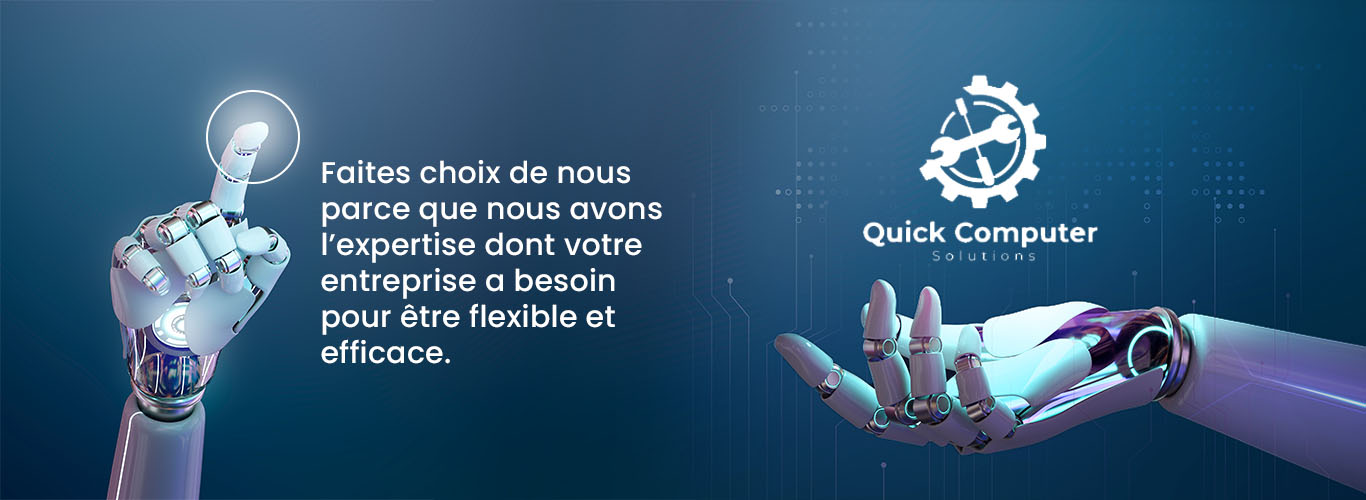 Faites choix de nous
parce que nous avons
l’expertise dont votre
entreprise a besoin
pour être flexible et
efficace.
Quick Computer
Solutions